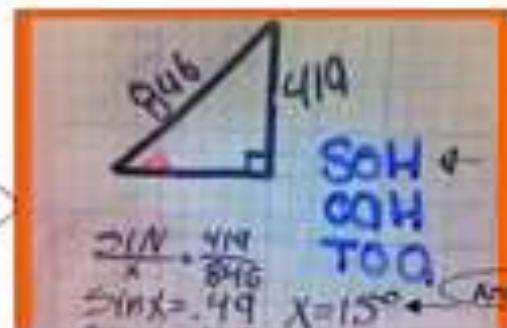 846
419
SOH
CAH
TOA
SIN/x = 419/846
Sinx = .49 X = 15°